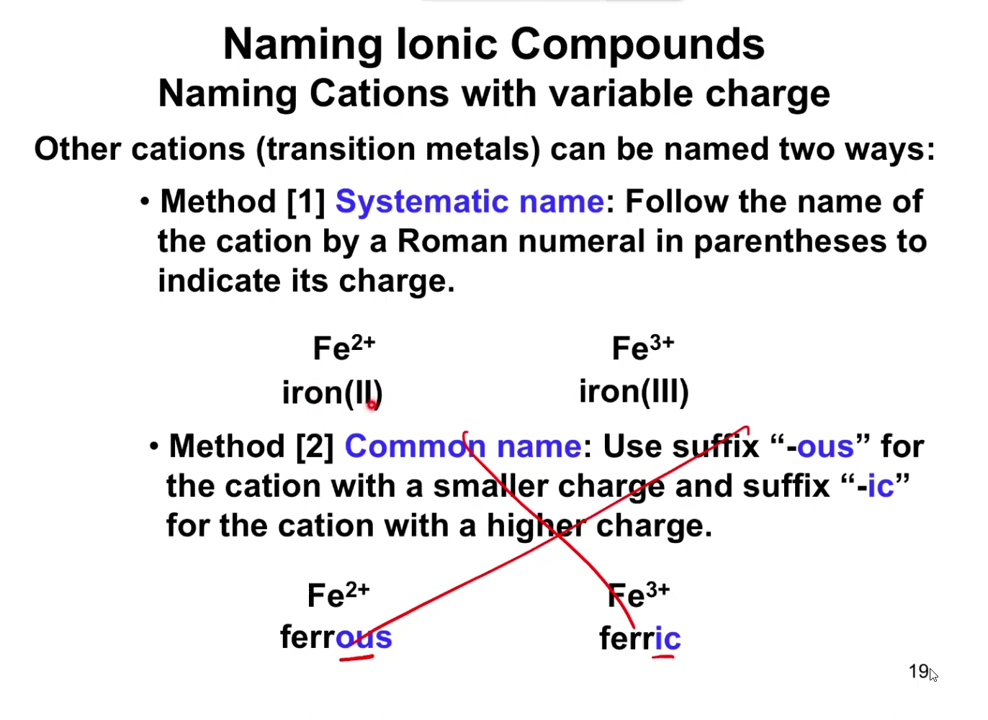 Naming Ionic Compounds
Naming Cations with variable charge
Other cations (transition metals) can be named two ways:
• Method [1] Systematic name: Follow the name of
the cation by a Roman numeral in parentheses to
indicate its charge.
Fe²⁺ Fe³⁺
iron(II) iron(III)
• Method [2] Common name: Use suffix “-ous” for
the cation with a smaller charge and suffix “-ic”
for the cation with a higher charge.
Fe²⁺ Fe³⁺
ferrous ferric
19